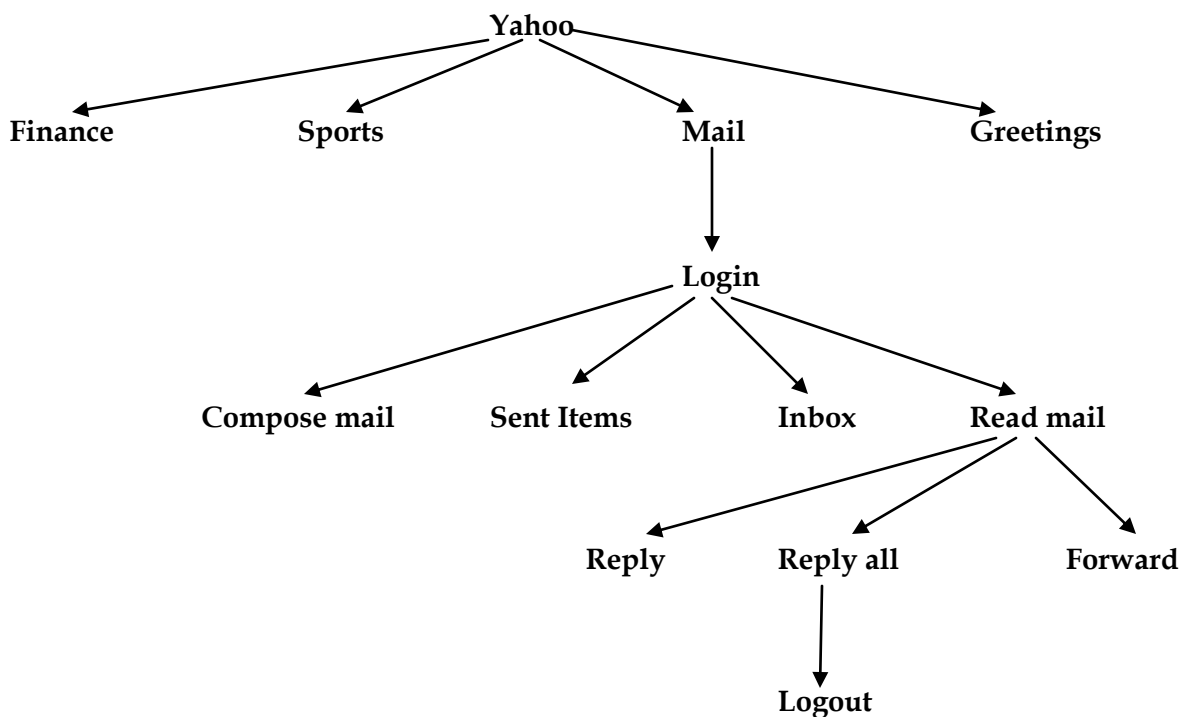 Yahoo
Finance Sports Mail Greetings
Login
Compose mail Sent Items Inbox Read mail
Reply Reply all Forward
Logout